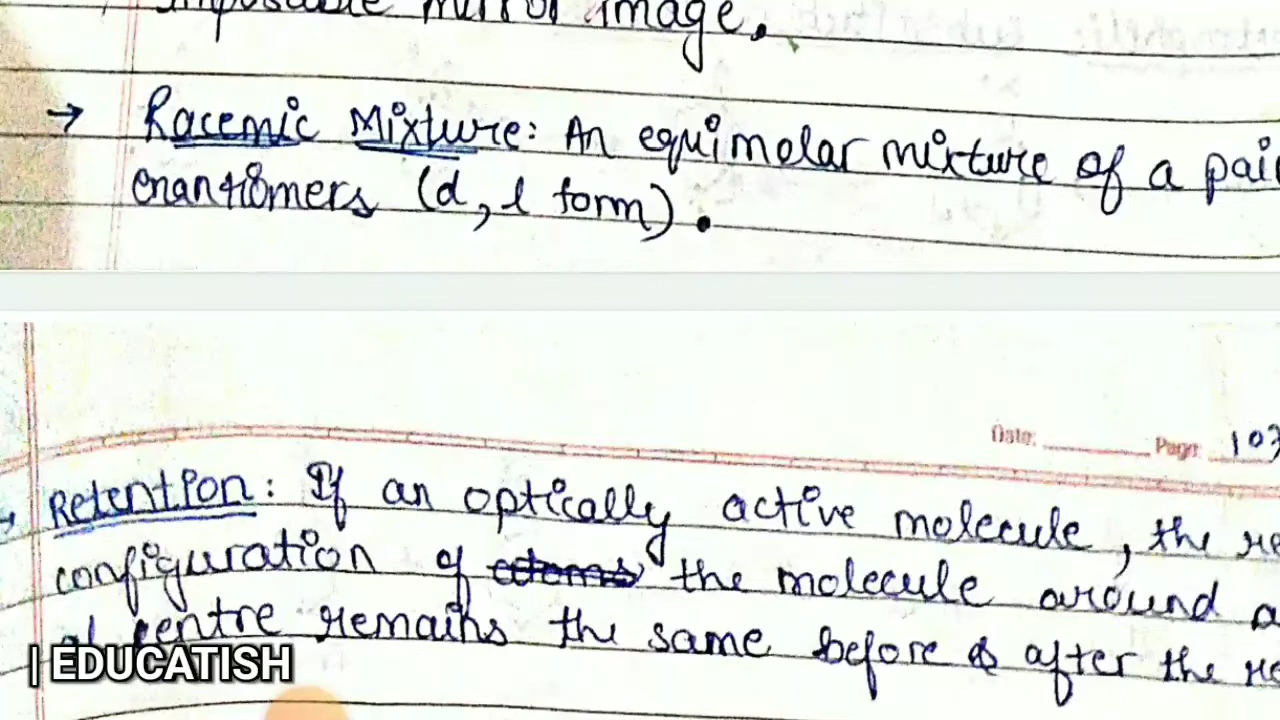 mirror image.
→ Racemic Mixture: An equimolar mixture of a pai
enantiomers (d, l form).
Date: Page: 103
Retention: If an optically active molecule, the re
configuration of the molecule around a
centre remains the same before & after the re
| EDUCATISH